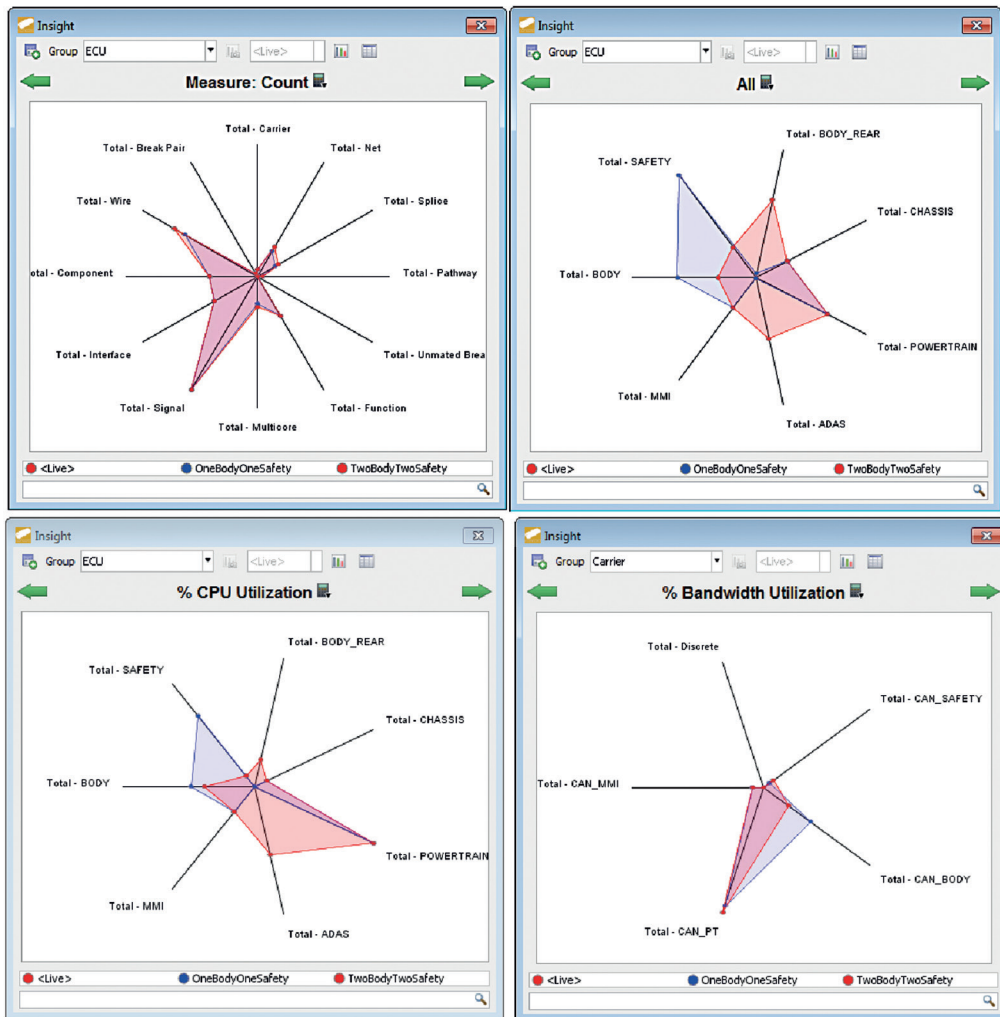 Insight
Group ECU <Live>
Measure: Count
Total - Carrier
Total - Break Pair
Total - Net
Total - Wire
Total - Splice
otal - Component
Total - Pathway
Total - Interface
Total - Unmated Brea
Total - Signal
Total - Function
Total - Multicore
<Live> OneBodyOneSafety TwoBodyTwoSafety
Insight
Group ECU <Live>
All
Total - BODY_REAR
Total - SAFETY
Total - CHASSIS
Total - BODY
Total - POWERTRAIN
Total - MMI
Total - ADAS
<Live> OneBodyOneSafety TwoBodyTwoSafety
Insight
Group ECU <Live>
% CPU Utilization
Total - BODY_REAR
Total - SAFETY
Total - CHASSIS
Total - BODY
Total - POWERTRAIN
Total - MMI
Total - ADAS
<Live> OneBodyOneSafety TwoBodyTwoSafety
Insight
Group Carrier <Live>
% Bandwidth Utilization
Total - Discrete
Total - CAN_SAFETY
Total - CAN_MMI
Total - CAN_BODY
Total - CAN_PT
<Live> OneBodyOneSafety TwoBodyTwoSafety